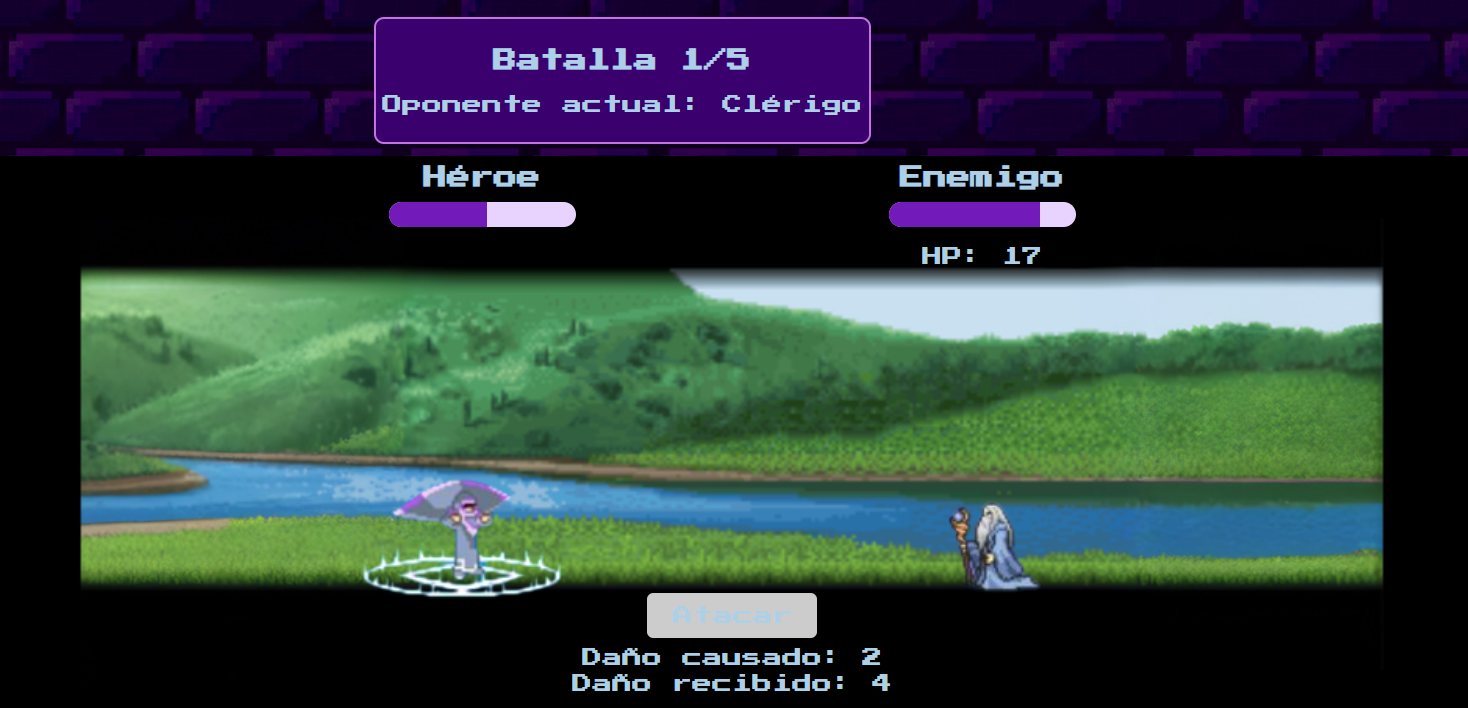 Batalla 1/5
Oponente actual: Clérigo
Héroe
Enemigo
HP: 17
Atacar
Daño causado: 2
Daño recibido: 4